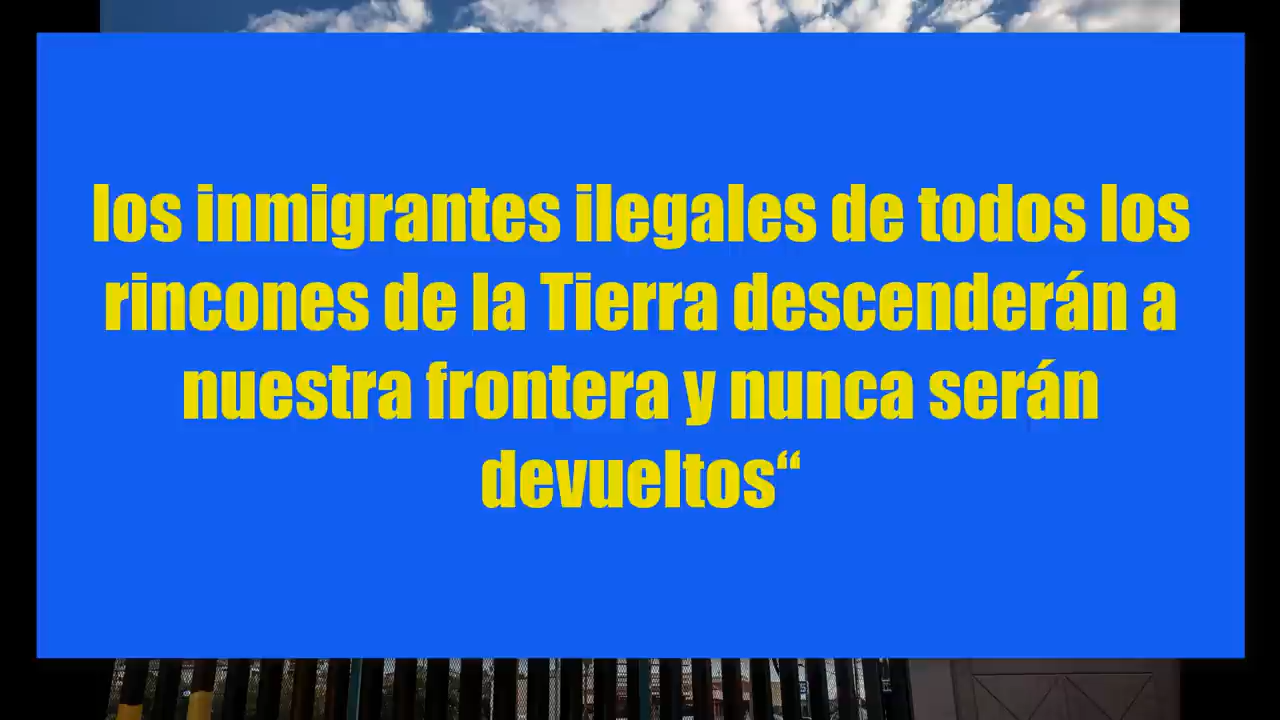 los inmigrantes ilegales de todos los
rincones de la Tierra descenderán a
nuestra frontera y nunca serán
devueltos“